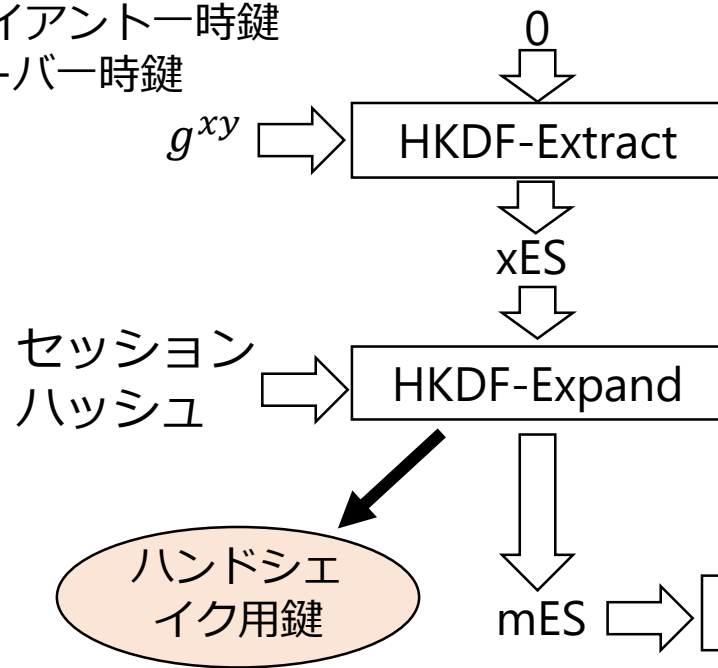 イアント一時鍵
ーバ一時鍵
0
g^{xy}
HKDF-Extract
xES
セッション
ハッシュ
HKDF-Expand
ハンドシェ
イク用鍵
mES